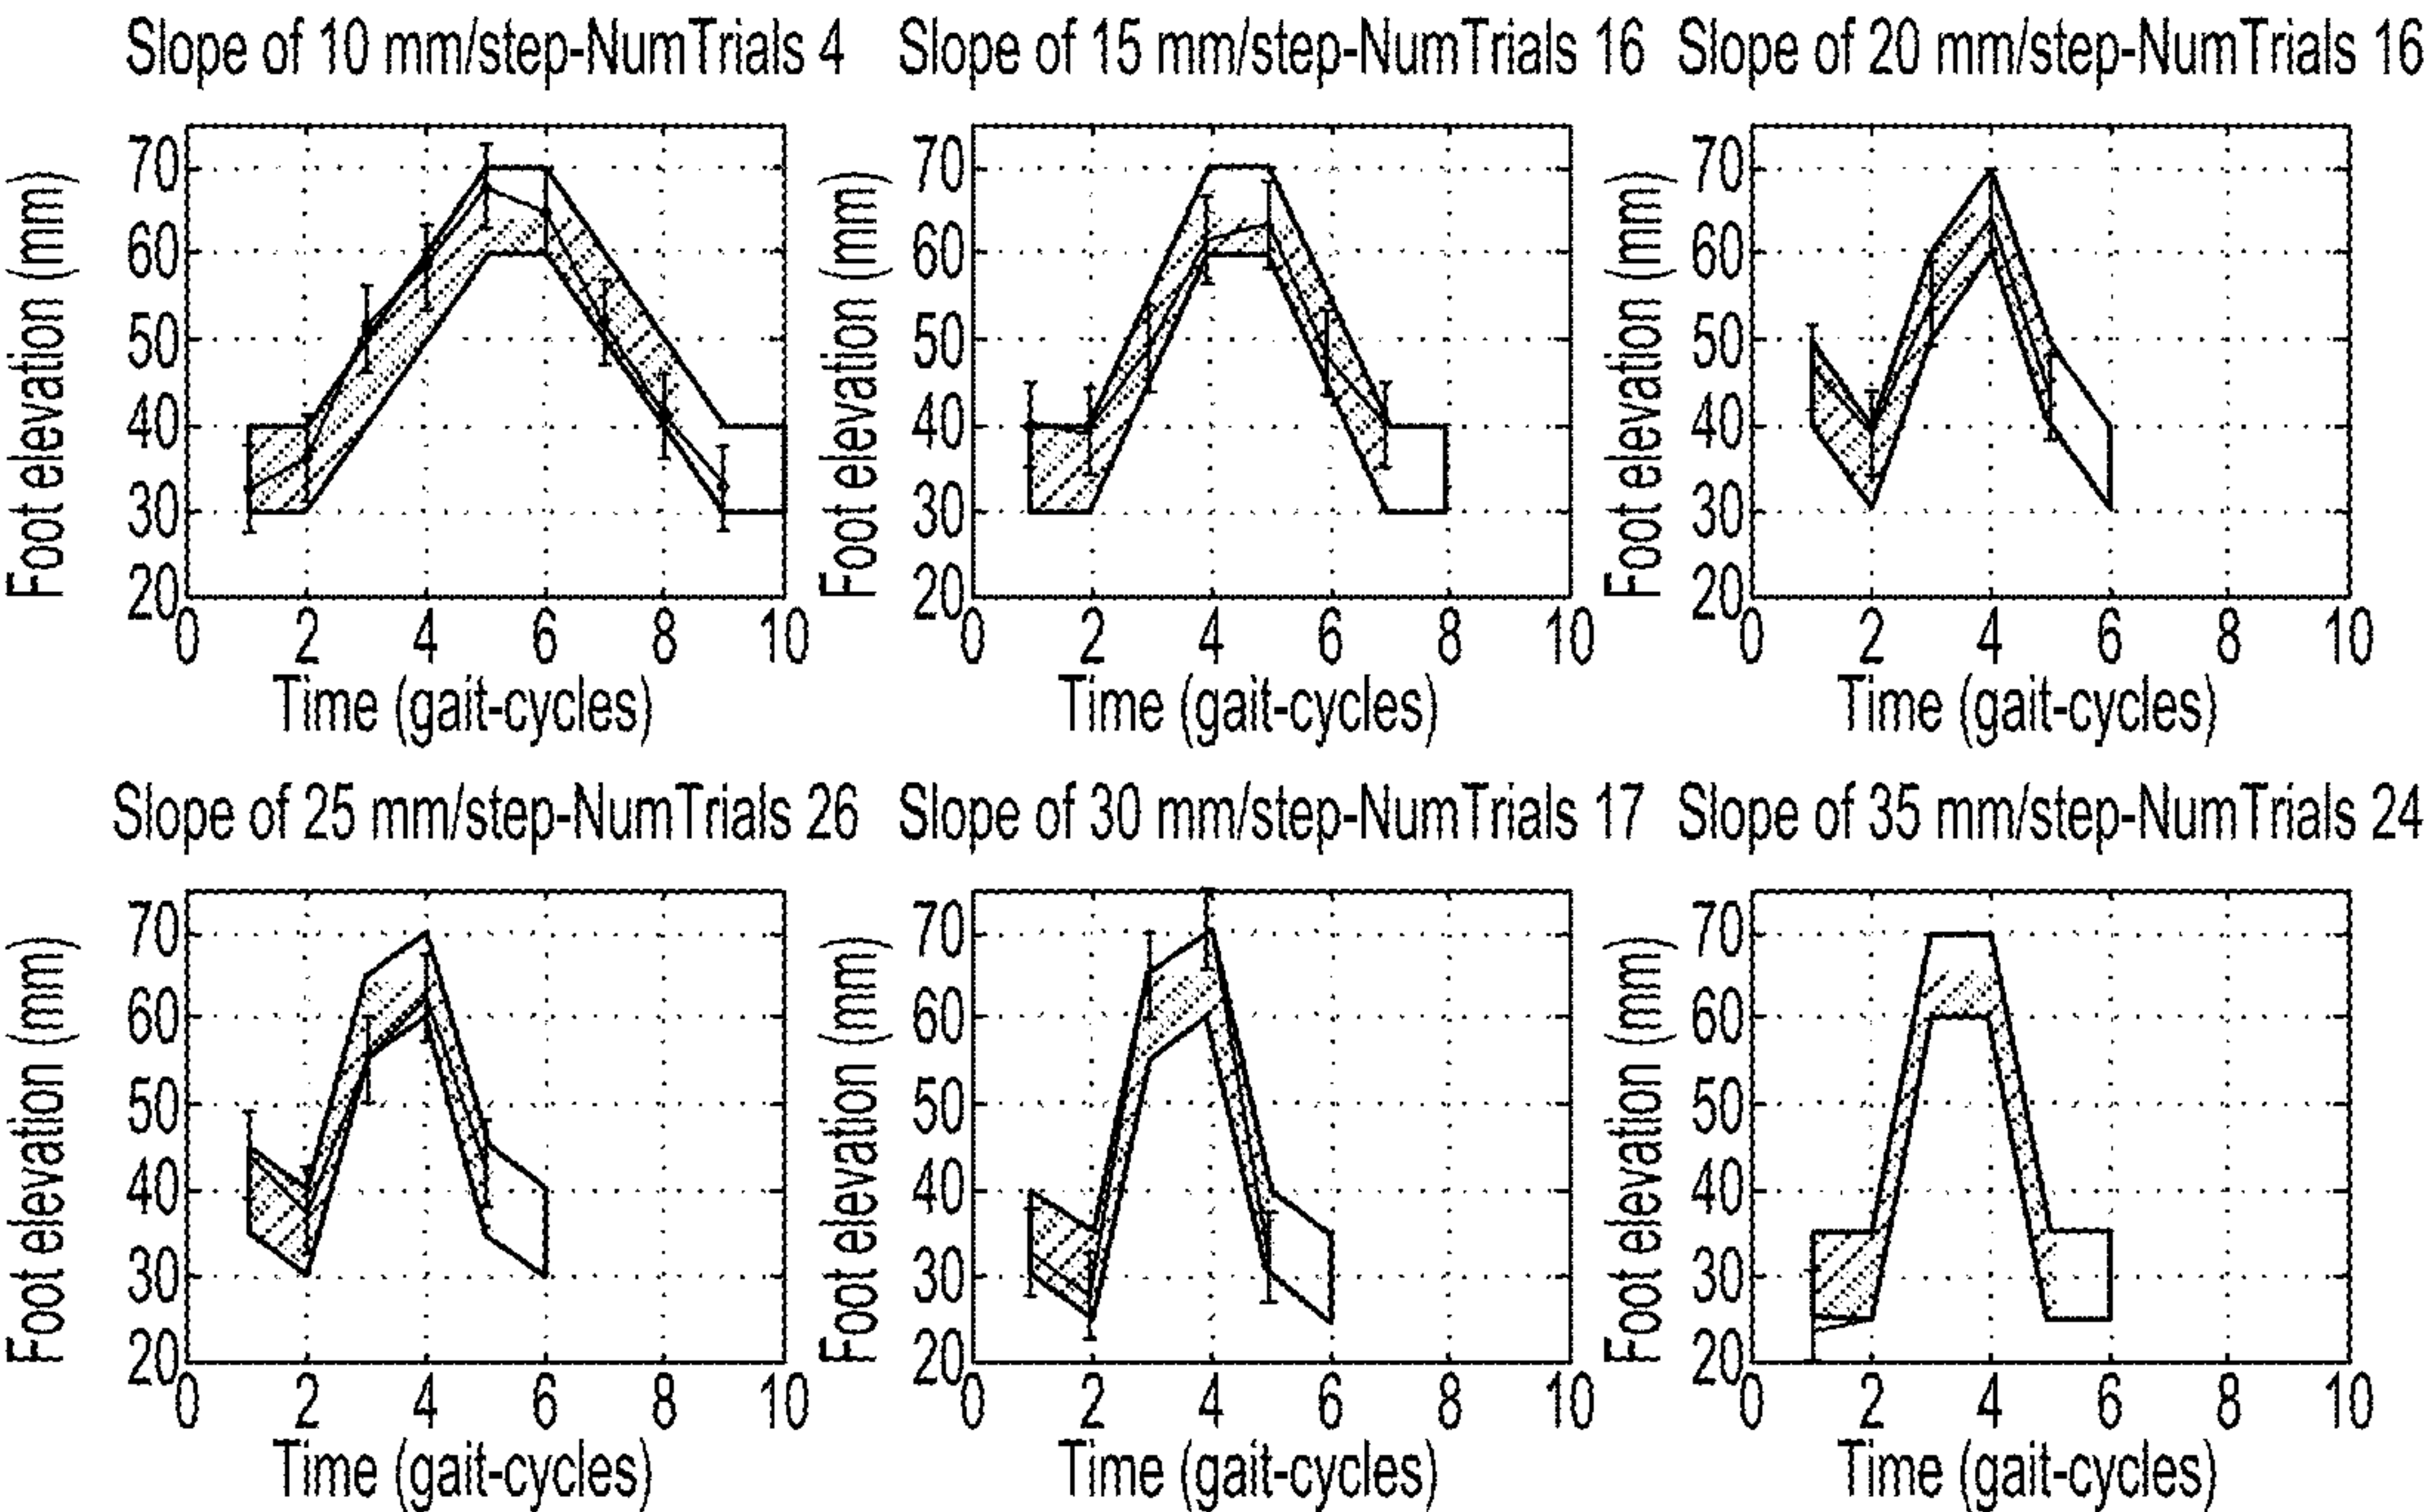 Slope of 10 mm/step-NumTrials 4
Foot elevation (mm)
70
60
50
40
30
20
0 2 4 6 8 10
Time (gait-cycles)
Slope of 15 mm/step-NumTrials 16
Foot elevation (mm)
70
60
50
40
30
20
0 2 4 6 8 10
Time (gait-cycles)
Slope of 20 mm/step-NumTrials 16
Foot elevation (mm)
70
60
50
40
30
20
0 2 4 6 8 10
Time (gait-cycles)
Slope of 25 mm/step-NumTrials 26
Foot elevation (mm)
70
60
50
40
30
20
0 2 4 6 8 10
Time (gait-cycles)
Slope of 30 mm/step-NumTrials 17
Foot elevation (mm)
70
60
50
40
30
20
0 2 4 6 8 10
Time (gait-cycles)
Slope of 35 mm/step-NumTrials 24
Foot elevation (mm)
70
60
50
40
30
20
0 2 4 6 8 10
Time (gait-cycles)